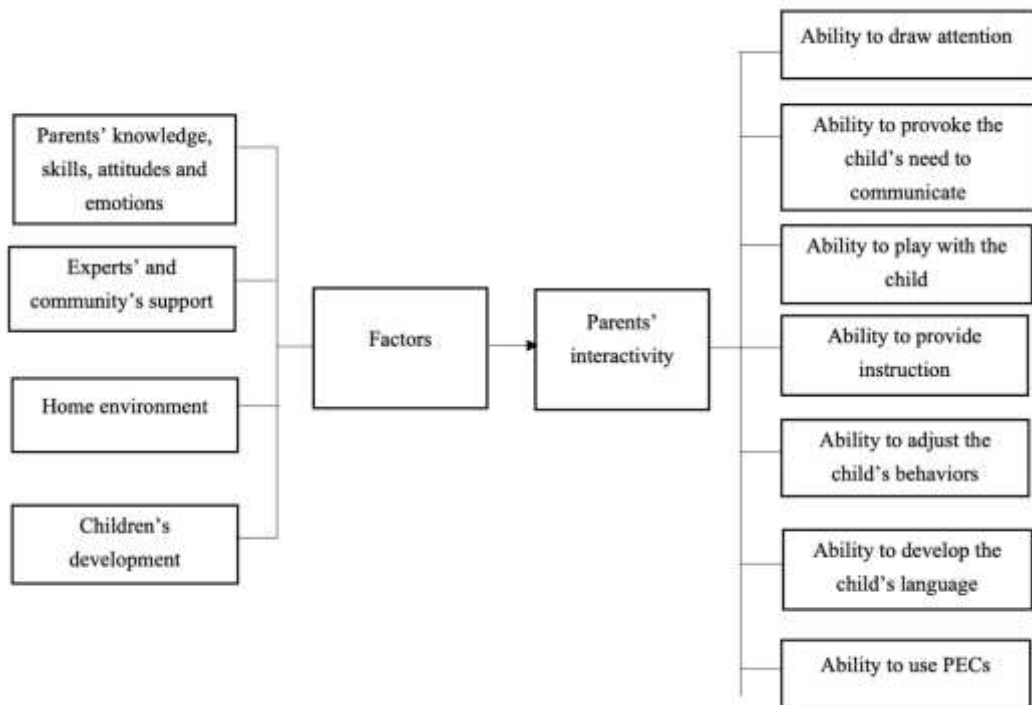 Parents’ knowledge,
skills, attitudes and
emotions
Experts’ and
community’s support
Home environment
Children’s
development
Factors
Parents’
interactivity
Ability to draw attention
Ability to provoke the
child’s need to
communicate
Ability to play with the
child
Ability to provide
instruction
Ability to adjust the
child’s behaviors
Ability to develop the
child’s language
Ability to use PECs